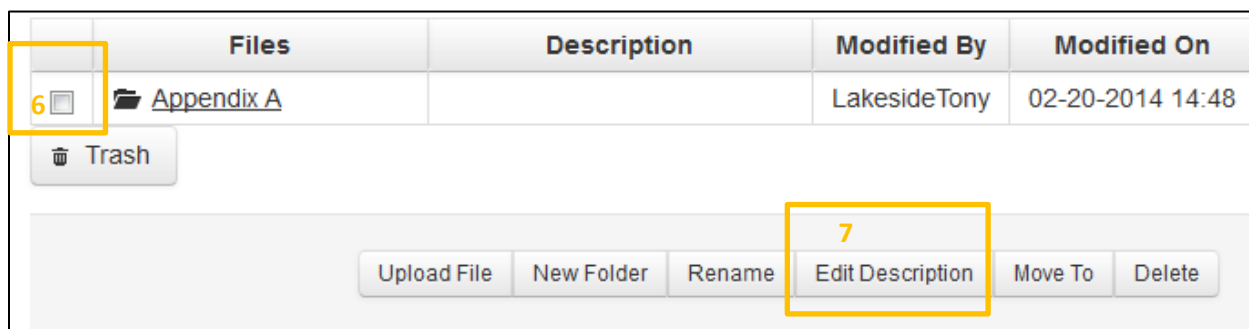 Files Description Modified By Modified On
6 Appendix A LakesideTony 02-20-2014 14:48
Trash
7
Upload File New Folder Rename Edit Description Move To Delete